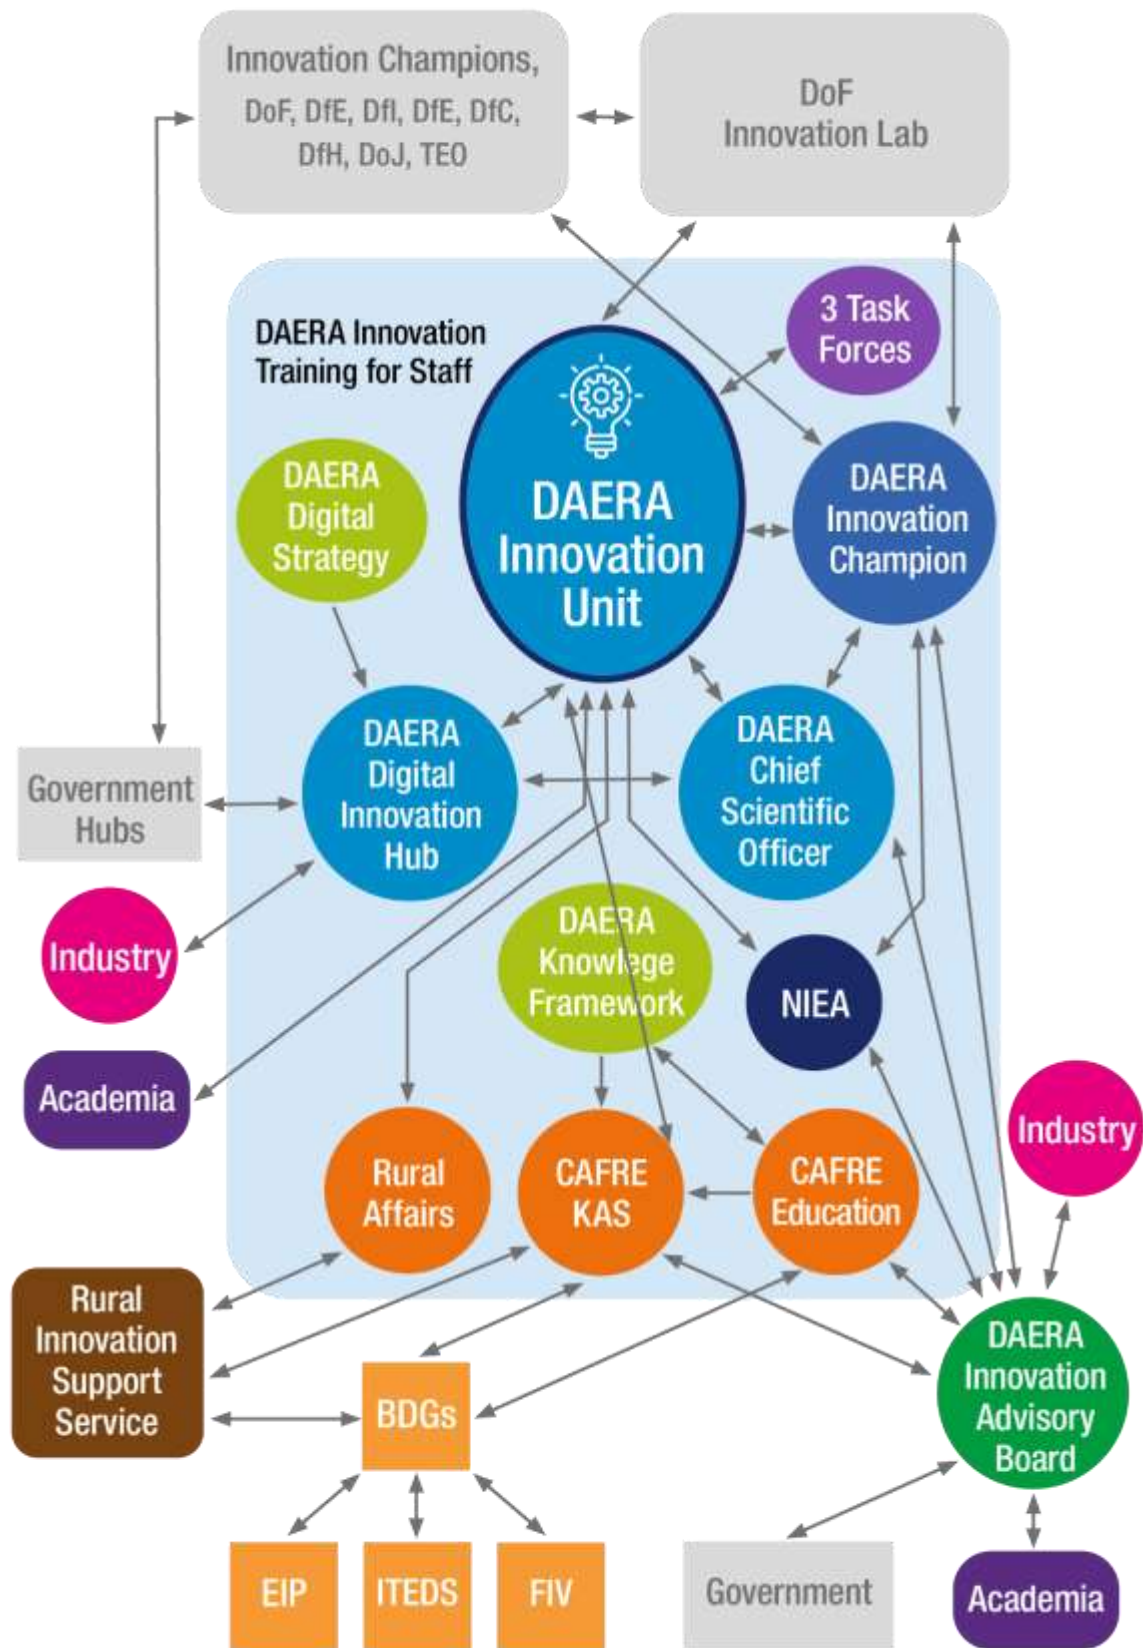 Innovation Champions,
DoF, DfE, DfI, DfE, DfC,
DfH, DoJ, TEO
DoF
Innovation Lab
DAERA Innovation
Training for Staff
3 Task
Forces
DAERA
Innovation
Unit
DAERA
Digital
Strategy
DAERA
Innovation
Champion
DAERA
Digital
Innovation
Hub
DAERA
Chief
Scientific
Officer
Government
Hubs
Industry
DAERA
Knowlege
Framework
NIEA
Academia
Industry
Rural
Affairs
CAFRE
KAS
CAFRE
Education
Rural
Innovation
Support
Service
BDGs
DAERA
Innovation
Advisory
Board
EIP
ITEDS
FIV
Government
Academia